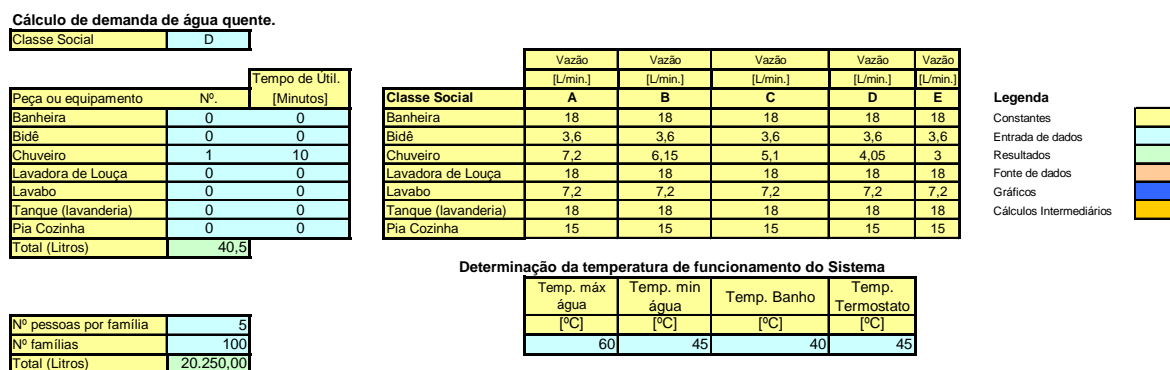 Cálculo de demanda de água quente.
Classe Social D
Vazão Vazão Vazão Vazão Vazão
Tempo de Útil. [L/min.] [L/min.] [L/min.] [L/min.] [L/min.]
Peça ou equipamento Nº. [Minutos] Classe Social A B C D E Legenda
Banheira 0 0 Banheira 18 18 18 18 18 Constantes
Bidê 0 0 Bidê 3,6 3,6 3,6 3,6 3,6 Entrada de dados
Chuveiro 1 10 Chuveiro 7,2 6,15 5,1 4,05 3 Resultados
Lavadora de Louça 0 0 Lavadora de Louça 18 18 18 18 18 Fonte de dados
Lavabo 0 0 Lavabo 7,2 7,2 7,2 7,2 7,2 Gráficos
Tanque (lavanderia) 0 0 Tanque (lavanderia) 18 18 18 18 18 Cálculos Intermediários
Pia Cozinha 0 0 Pia Cozinha 15 15 15 15 15
Total (Litros) 40,5
Determinação da temperatura de funcionamento do Sistema
Temp. máx Temp. min Temp. Banho Temp.
água água Termostato
[ºC] [ºC] [ºC] [ºC]
60 45 40 45
Nº pessoas por família 5
Nº famílias 100
Total (Litros) 20.250,00